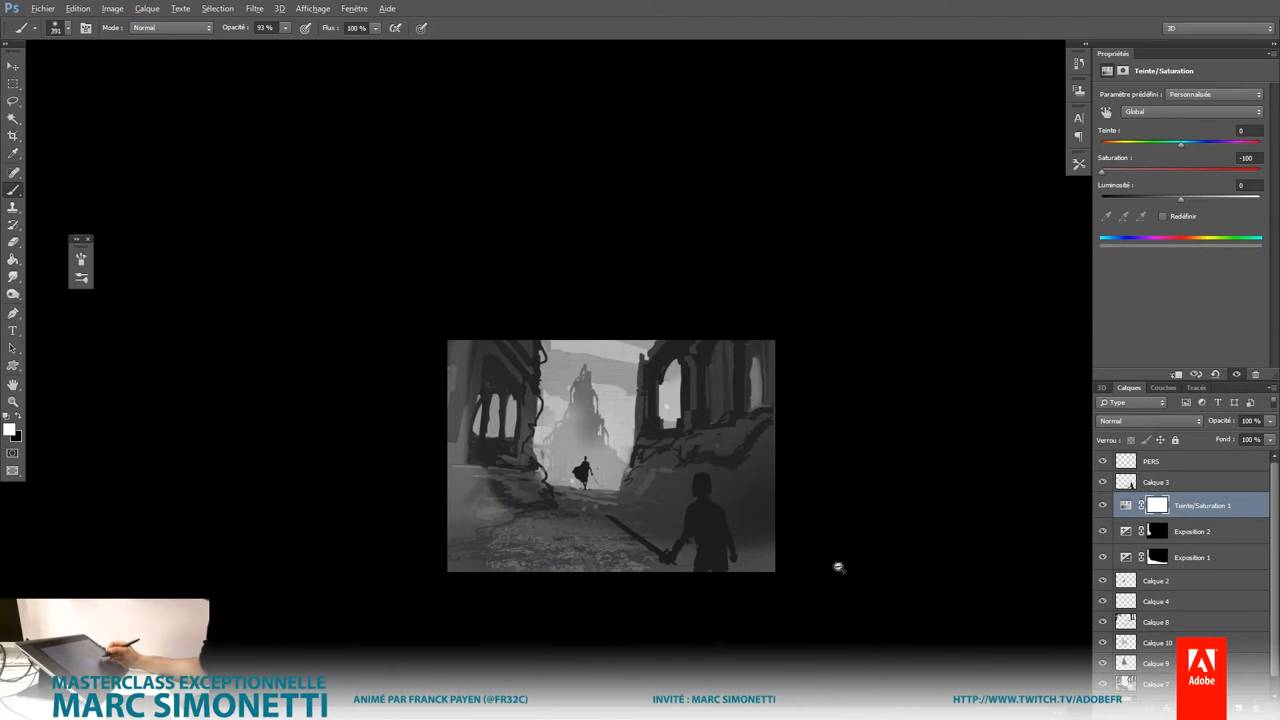 Ps Fichier Edition Image Calque Texte Sélection Filtre 3D Affichage Fenêtre Aide
391 Mode : Normal Opacité : 93 % Flux : 100 % 3D
Propriétés
Teinte/Saturation
Paramètre prédéfini : Personnalisée
Global
Teinte : 0
Saturation : -100
Luminosité : 0
Redéfinir
3D Calques Couches Tracés
Type
Normal Opacité : 100 %
Verrou : Fond : 100 %
PERS
Calque 3
Teinte/Saturation 1
Exposition 2
Exposition 1
Calque 2
Calque 4
Calque 8
Calque 10
Calque 9
Calque 7
Adobe
MASTERCLASS EXCEPTIONNELLE
MARC SIMONETTI
ANIMÉ PAR FRANCK PAYEN (@FR32C)
INVITÉ : MARC SIMONETTI
HTTP://WWW.TWITCH.TV/ADOBEFR